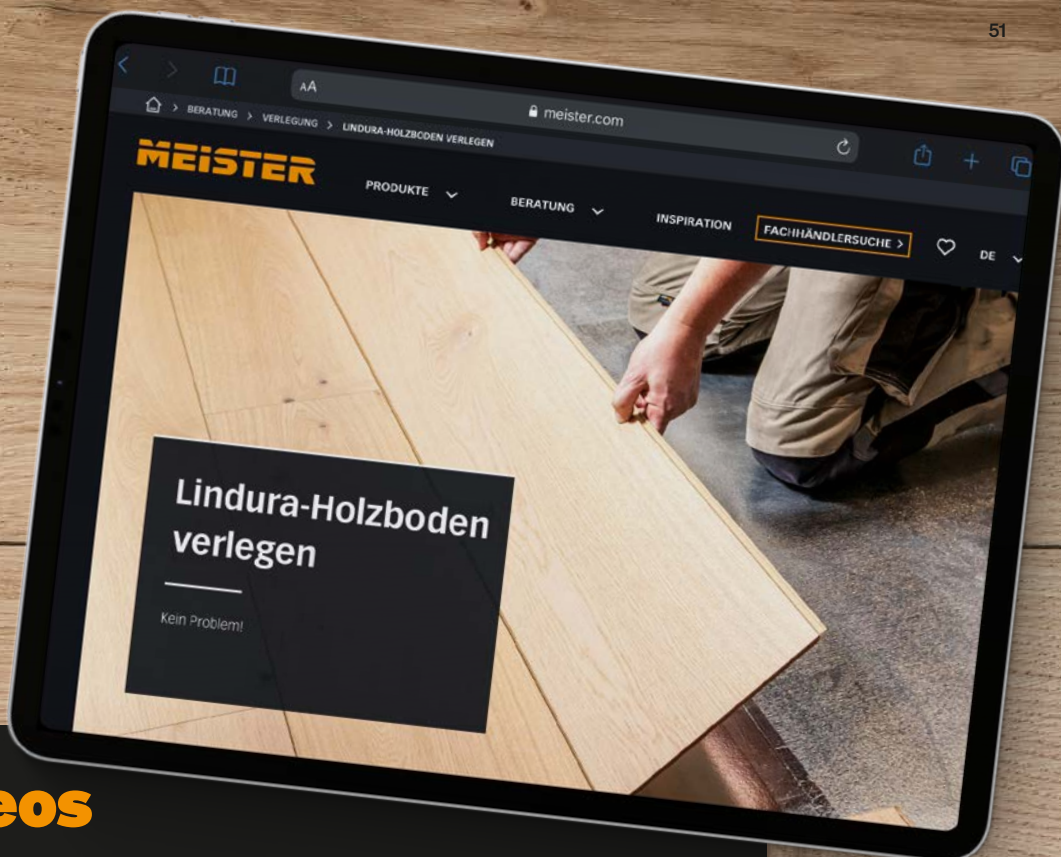 51
AA
meister.com
BERATUNG > VERLEGUNG > LINDURA-HOLZBODEN VERLEGEN
MEiSTER
PRODUKTE
BERATUNG
INSPIRATION
FACHHÄNDLERSUCHE >
DE
Lindura-Holzboden
verlegen
Kein Problem!
eos